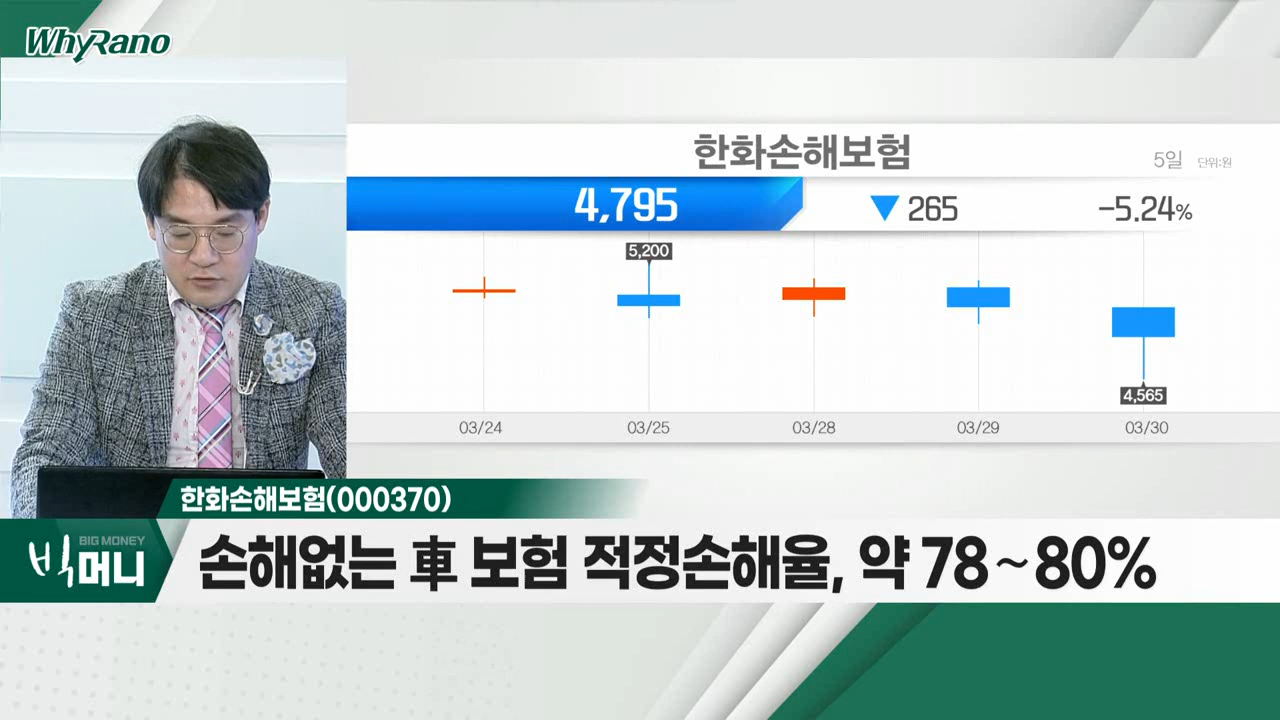 WhyRano
한화손해보험
5일 단위:원
4,795 ▼ 265 -5.24%
5,200
4,565
03/24 03/25 03/28 03/29 03/30
한화손해보험(000370)
BIG MONEY
빅머니
손해없는 車 보험 적정손해율, 약 78~80%